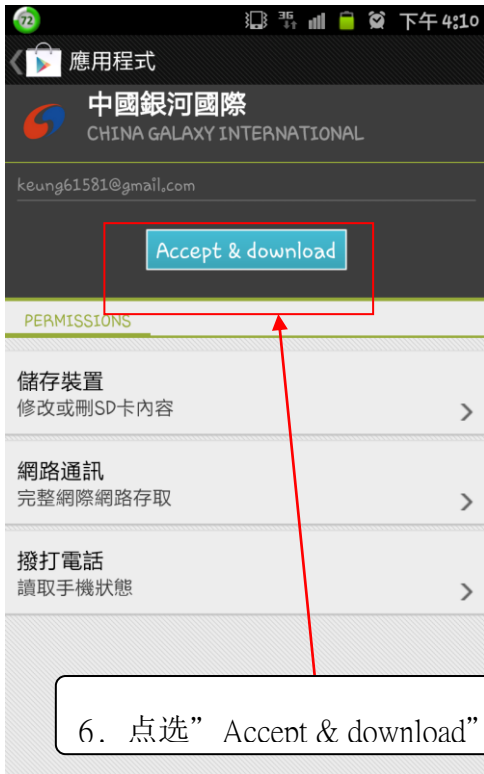 72 3G 下午 4:10
應用程式
中國銀河國際
CHINA GALAXY INTERNATIONAL
keung61581@gmail.com
Accept & download
PERMISSIONS
儲存裝置
修改或刪SD卡內容
網路通訊
完整網際網路存取
撥打電話
讀取手機狀態
6. 点选” Accept & download”